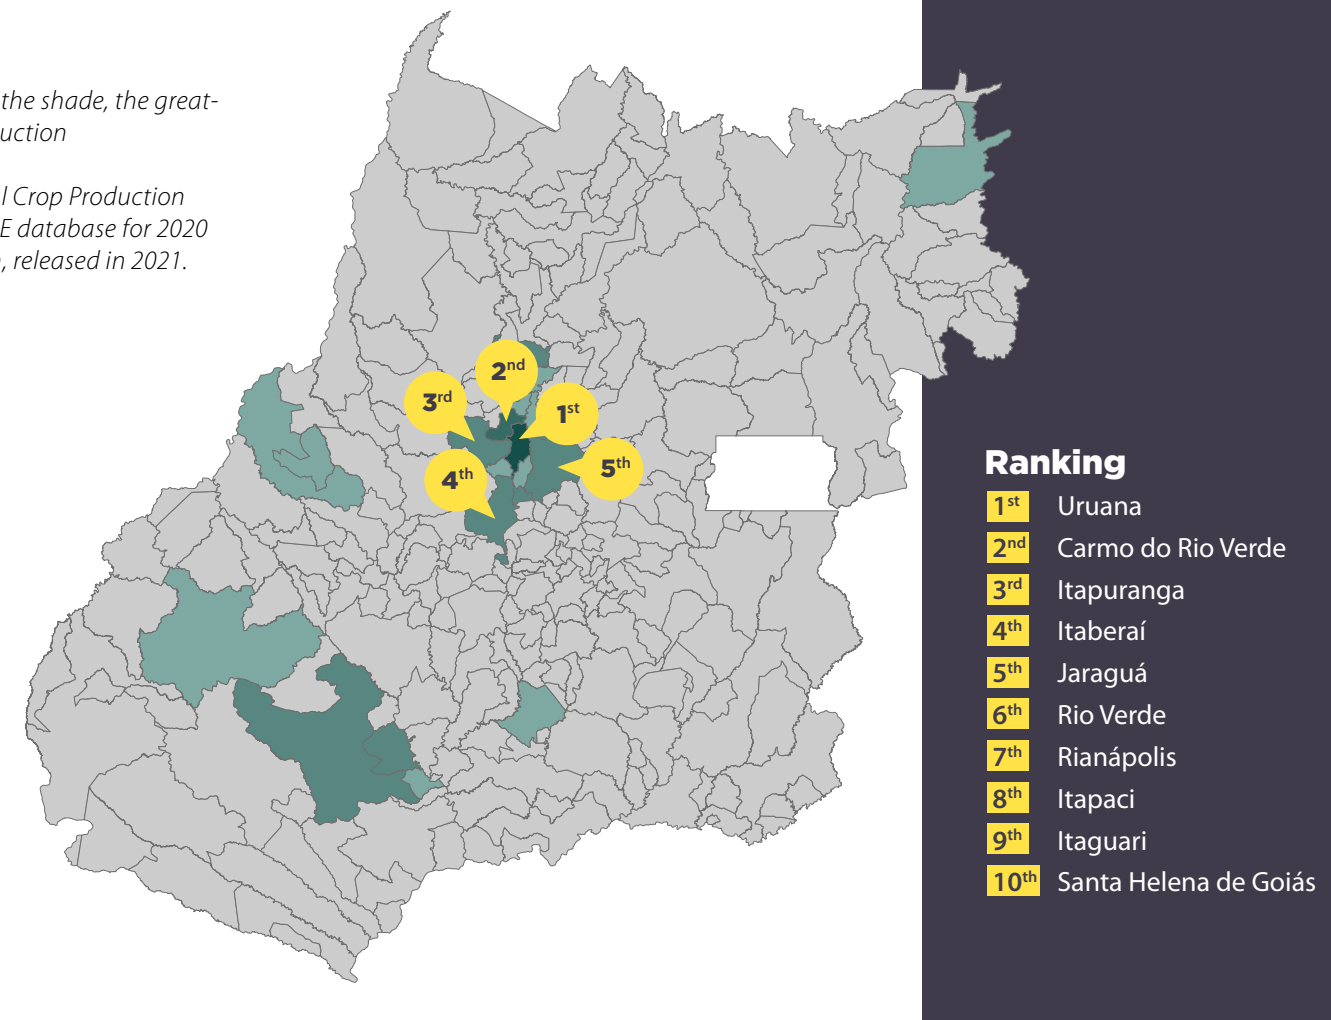 the shade, the great-
uction
l Crop Production
E database for 2020
, released in 2021.
2nd
3rd
1st
4th
5th
Ranking
1st Uruana
2nd Carmo do Rio Verde
3rd Itapuranga
4th Itaberaí
5th Jaraguá
6th Rio Verde
7th Rianápolis
8th Itapaci
9th Itaguari
10th Santa Helena de Goiás